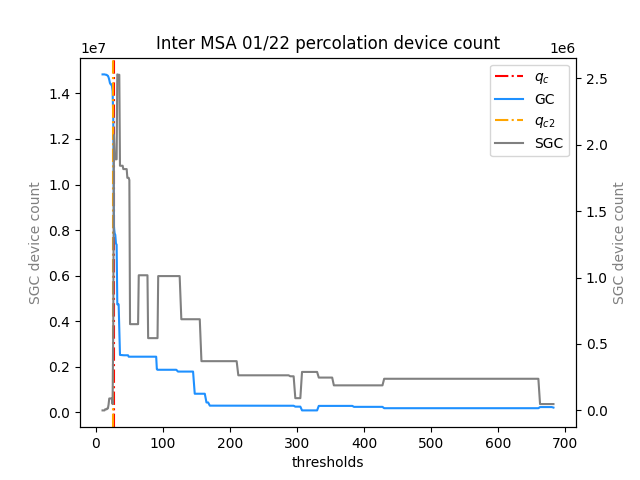 Inter MSA 01/22 percolation device count
1e7
1e6
SGC device count
1.4
1.2
1.0
0.8
0.6
0.4
0.2
0.0
q_c
GC
q_{c2}
SGC
2.5
2.0
1.5
1.0
0.5
0.0
SGC device count
0 100 200 300 400 500 600 700
thresholds